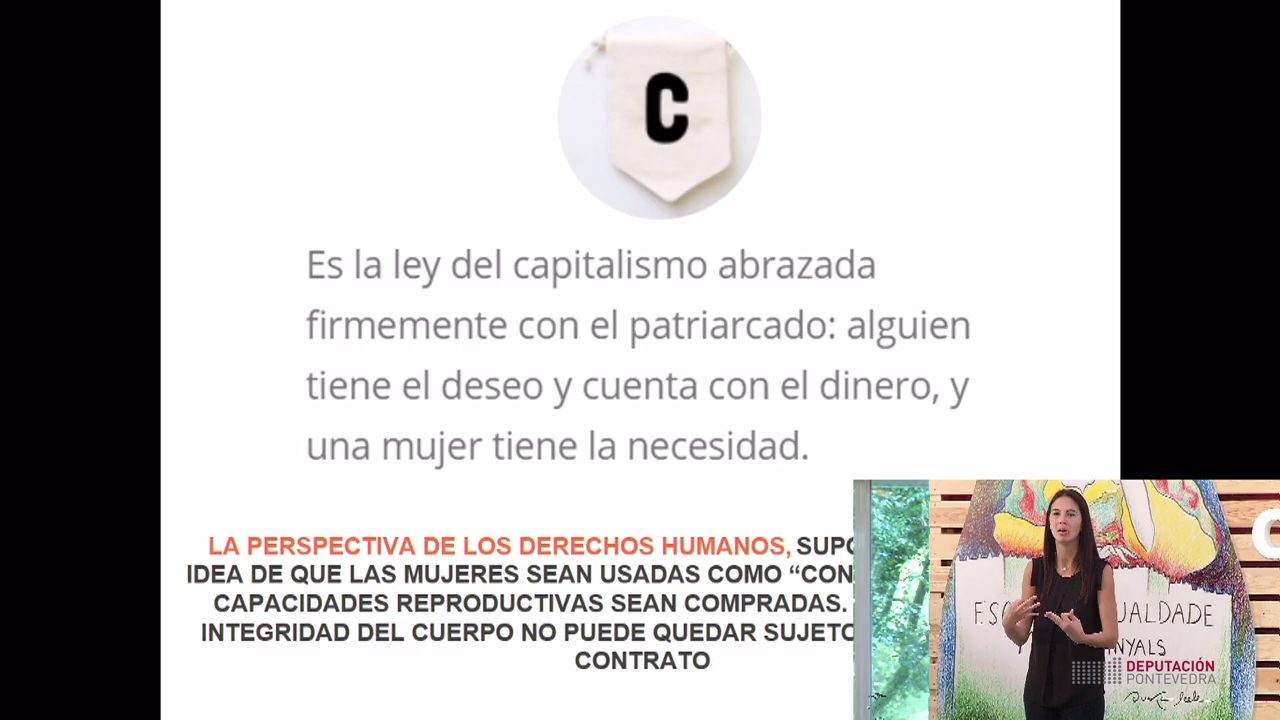 C
Es la ley del capitalismo abrazada
firmemente con el patriarcado: alguien
tiene el deseo y cuenta con el dinero, y
una mujer tiene la necesidad.
LA PERSPECTIVA DE LOS DERECHOS HUMANOS,
IDEA DE QUE LAS MUJERES SEAN USADAS COMO
CAPACIDADES REPRODUCTIVAS SEAN COMPRADAS.
INTEGRIDAD DEL CUERPO NO PUEDE QUEDAR
CONTRATO
DEPUTACIÓN
PONTEVEDRA